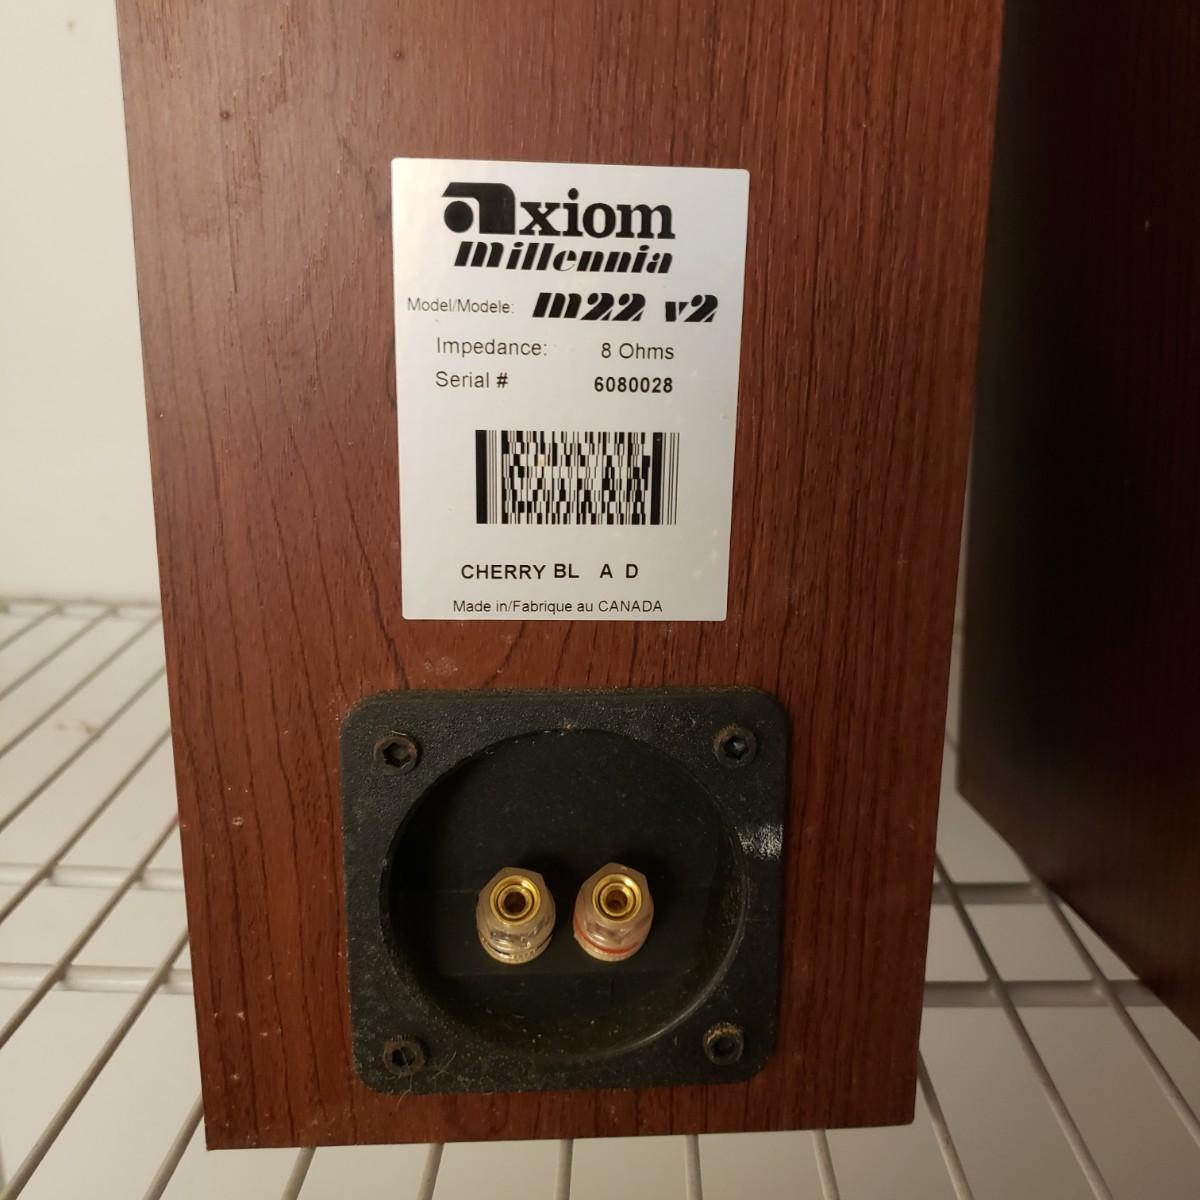 axiom
millennia
Model/Modele: m22 v2
Impedance: 8 Ohms
Serial # 6080028
CHERRY BL A D
Made in/Fabrique au CANADA